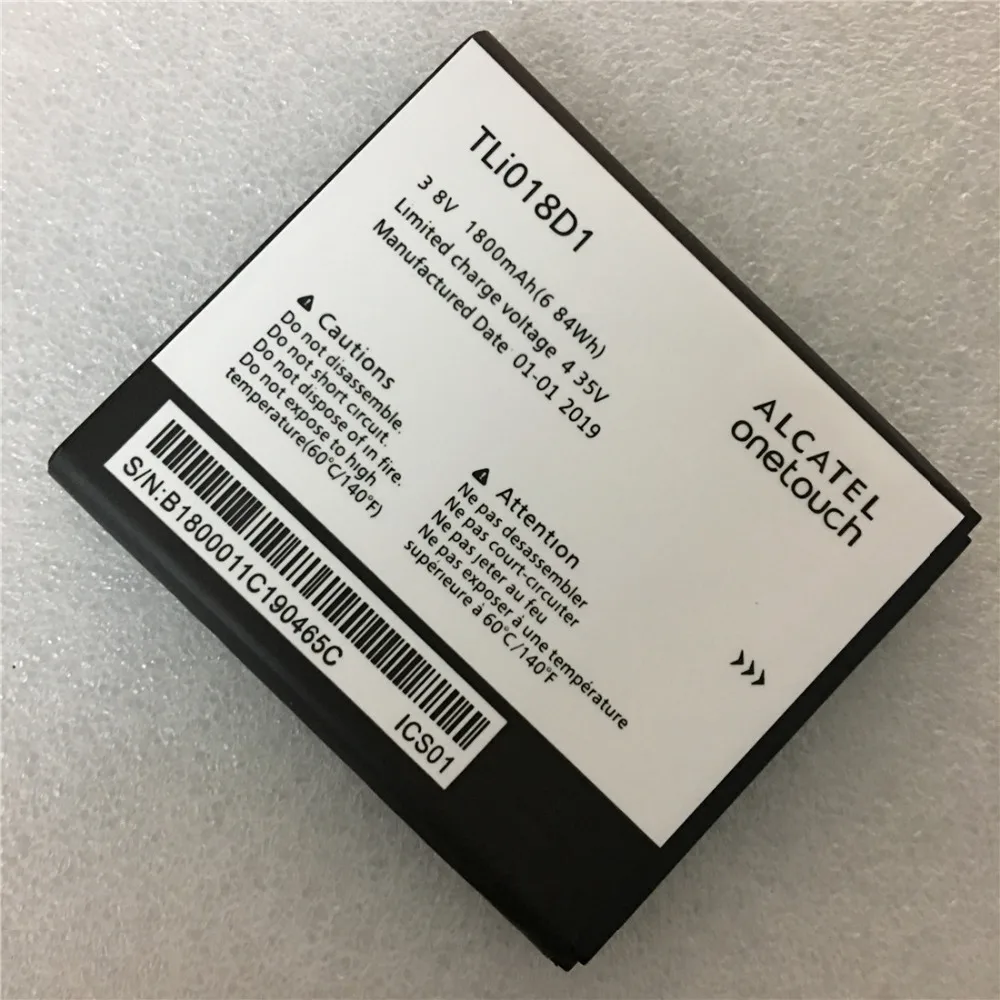 TLi018D1
3 8V 1800mAh(6 84Wh)
Limited charge voltage 4 35V
Manufactured Date 01-01 2019
Cautions
Do not disassemble.
Do not short circuit.
Do not dispose of in fire.
Do not expose to high
temperature(60°C/140°F)
Attention
Ne pas desassembler
Ne pas court-circuiter
Ne pas jeter au feu
Ne pas exposer à une température
supérieure à 60°C/140°F
ALCATEL
onetouch
S/N:B1800011C190465C
ICS01